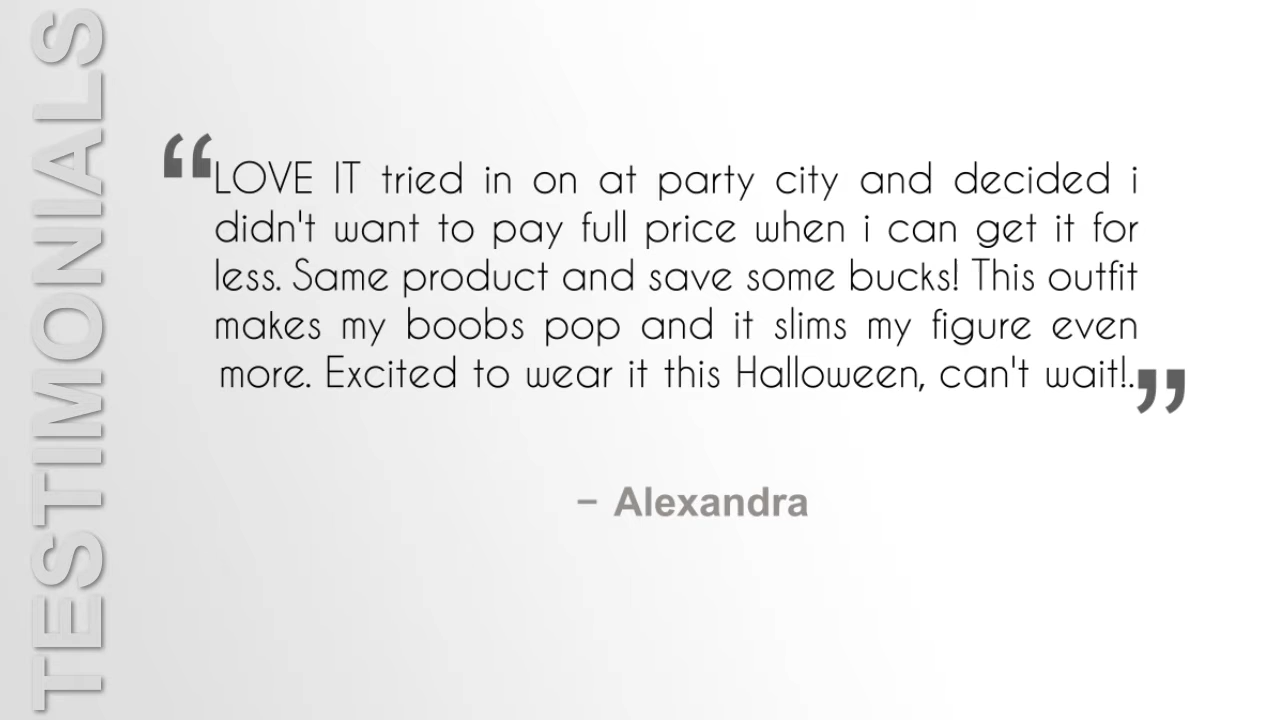 TESTIMONIALS
“LOVE IT tried in on at party city and decided i
didn't want to pay full price when i can get it for
less. Same product and save some bucks! This outfit
makes my boobs pop and it slims my figure even
more. Excited to wear it this Halloween, can't wait!.”
– Alexandra